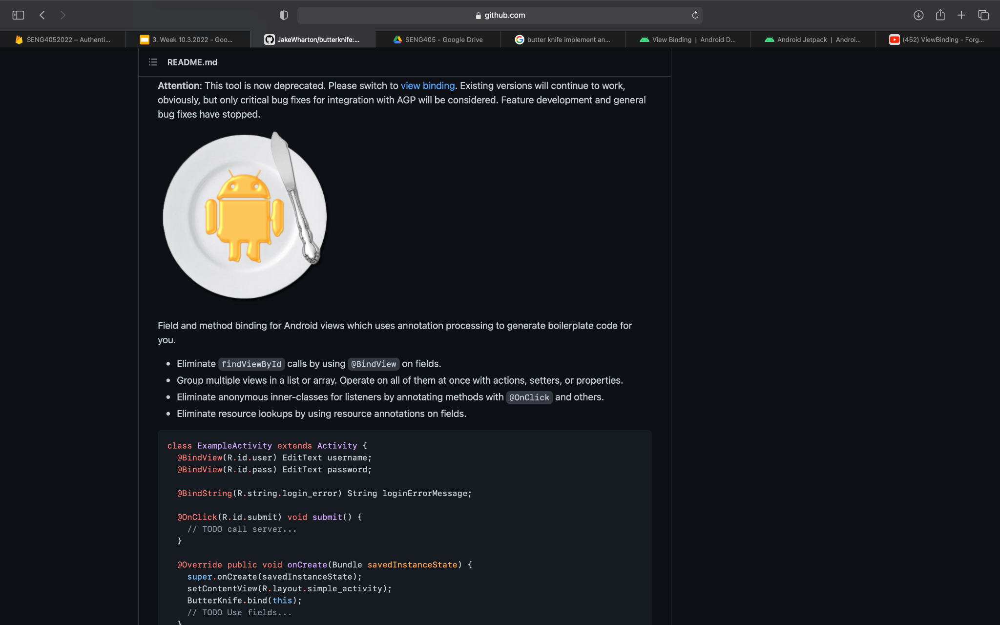 github.com
SENG4052022 – Authenti...
3. Week 10.3.2022 - Goo...
JakeWharton/butterknife:...
SENG405 - Google Drive
butter knife implement an...
View Binding | Android D...
Android Jetpack | Androi...
(452) ViewBinding - Forg...
README.md
Attention: This tool is now deprecated. Please switch to view binding. Existing versions will continue to work,
obviously, but only critical bug fixes for integration with AGP will be considered. Feature development and general
bug fixes have stopped.
Field and method binding for Android views which uses annotation processing to generate boilerplate code for
you.
• Eliminate findViewById calls by using @BindView on fields.
• Group multiple views in a list or array. Operate on all of them at once with actions, setters, or properties.
• Eliminate anonymous inner-classes for listeners by annotating methods with @OnClick and others.
• Eliminate resource lookups by using resource annotations on fields.
class ExampleActivity extends Activity {
  @BindView(R.id.user) EditText username;
  @BindView(R.id.pass) EditText password;
  @BindString(R.string.login_error) String loginErrorMessage;
  @OnClick(R.id.submit) void submit() {
    // TODO call server...
  }
  @Override public void onCreate(Bundle savedInstanceState) {
    super.onCreate(savedInstanceState);
    setContentView(R.layout.simple_activity);
    ButterKnife.bind(this);
    // TODO Use fields...
  }